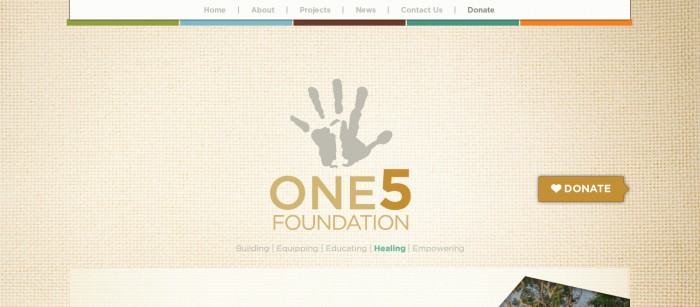 Home | About | Projects | News | Contact Us | Donate
ONE5
FOUNDATION
DONATE
Building | Equipping | Educating | Healing | Empowering